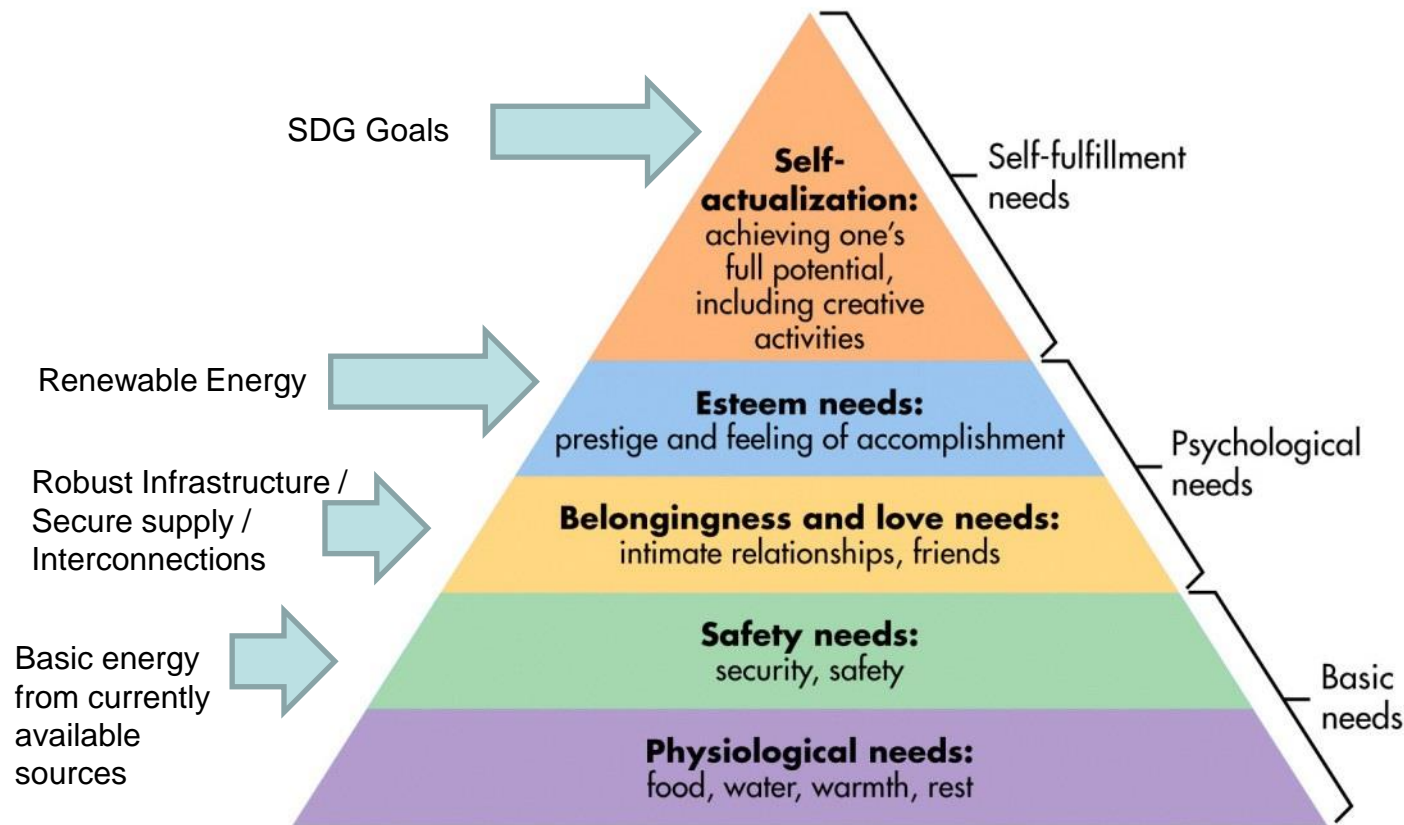 SDG Goals
Self-
actualization:
achieving one's
full potential,
including creative
activities
Self-fulfillment
needs
Renewable Energy
Esteem needs:
prestige and feeling of accomplishment
Psychological
needs
Robust Infrastructure /
Secure supply /
Interconnections
Belongingness and love needs:
intimate relationships, friends
Basic energy
from currently
available
sources
Safety needs:
security, safety
Basic
needs
Physiological needs:
food, water, warmth, rest